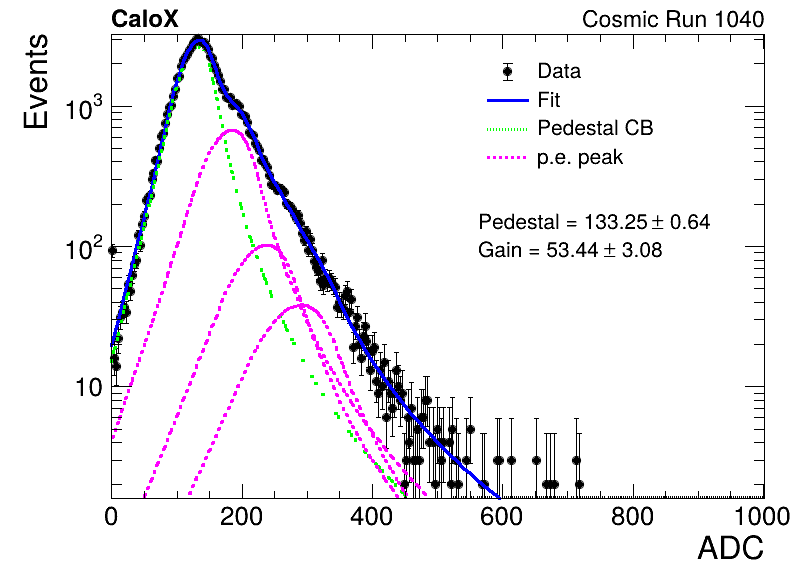 CaloX Cosmic Run 1040
Events
Data
Fit
Pedestal CB
p.e. peak
Pedestal = 133.25 ± 0.64
Gain = 53.44 ± 3.08
10³
10²
10
0 200 400 600 800 1000
ADC